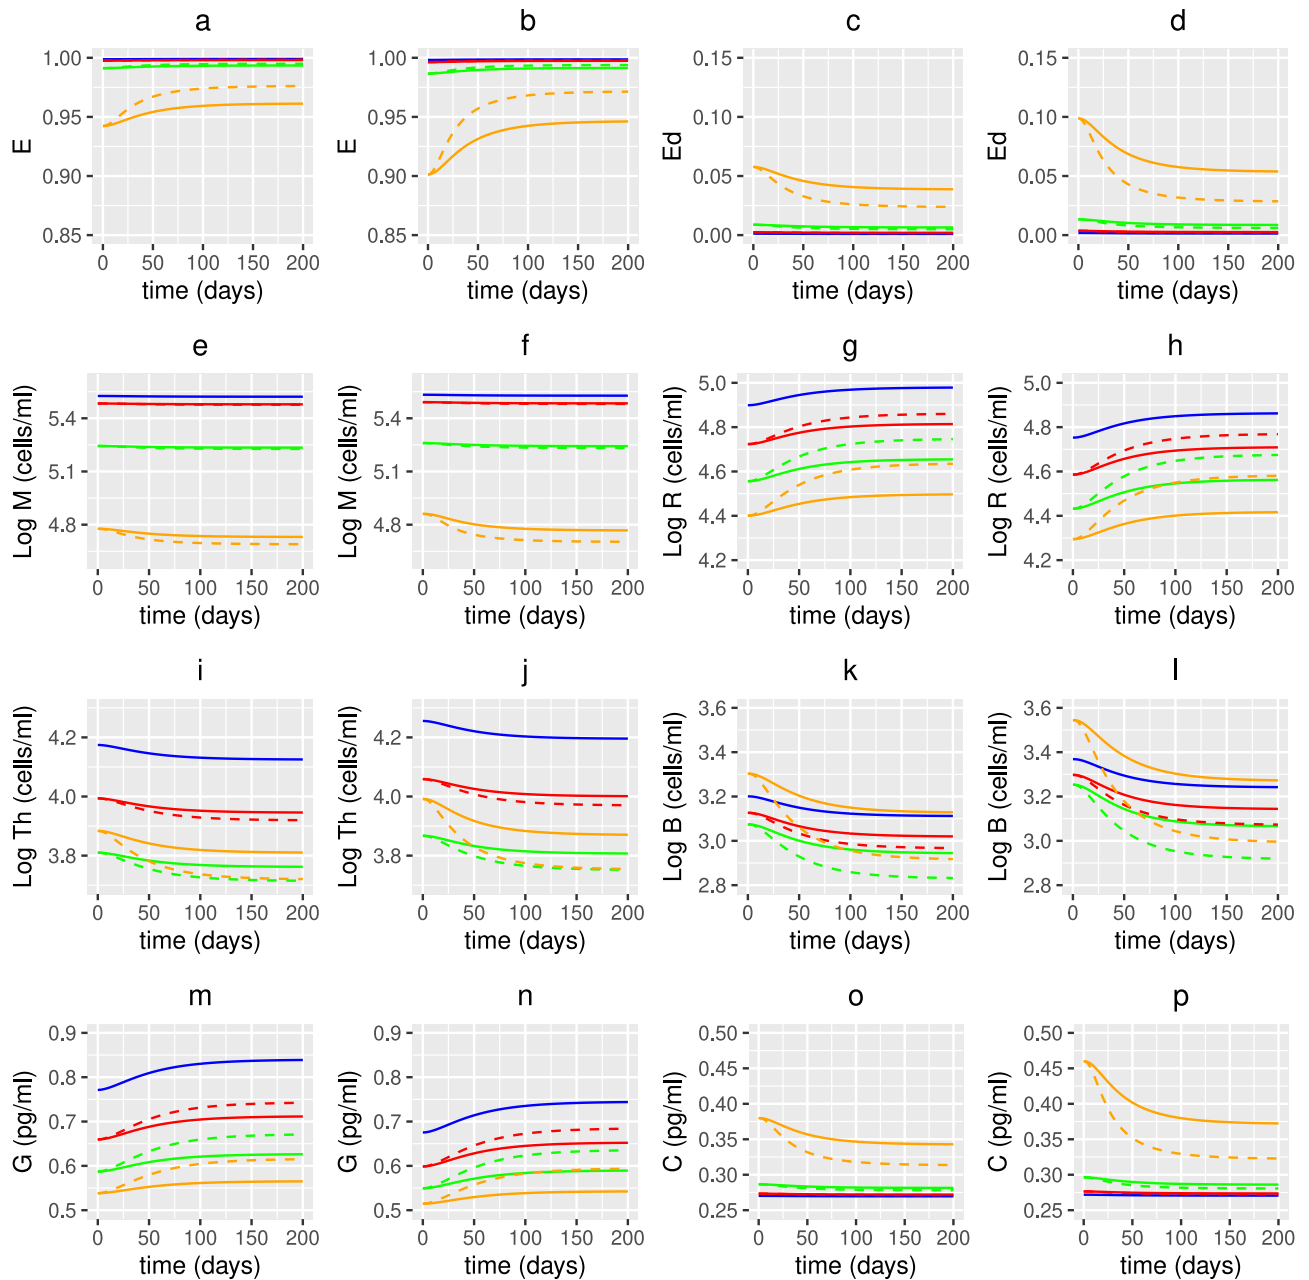 a
b
c
d
1.00
0.95
0.90
0.85
E
0 50 100 150 200
time (days)
1.00
0.95
0.90
0.85
E
0 50 100 150 200
time (days)
0.15
0.10
0.05
0.00
Ed
0 50 100 150 200
time (days)
0.15
0.10
0.05
0.00
Ed
0 50 100 150 200
time (days)
e
f
g
h
5.4
5.1
4.8
Log M (cells/ml)
0 50 100 150 200
time (days)
5.4
5.1
4.8
Log M (cells/ml)
0 50 100 150 200
time (days)
5.0
4.8
4.6
4.4
4.2
Log R (cells/ml)
0 50 100 150 200
time (days)
5.0
4.8
4.6
4.4
4.2
Log R (cells/ml)
0 50 100 150 200
time (days)
i
j
k
l
4.2
4.0
3.8
Log Th (cells/ml)
0 50 100 150 200
time (days)
4.2
4.0
3.8
Log Th (cells/ml)
0 50 100 150 200
time (days)
3.6
3.4
3.2
3.0
2.8
Log B (cells/ml)
0 50 100 150 200
time (days)
3.6
3.4
3.2
3.0
2.8
Log B (cells/ml)
0 50 100 150 200
time (days)
m
n
o
p
0.9
0.8
0.7
0.6
0.5
G (pg/ml)
0 50 100 150 200
time (days)
0.9
0.8
0.7
0.6
0.5
G (pg/ml)
0 50 100 150 200
time (days)
0.50
0.45
0.40
0.35
0.30
0.25
C (pg/ml)
0 50 100 150 200
time (days)
0.50
0.45
0.40
0.35
0.30
0.25
C (pg/ml)
0 50 100 150 200
time (days)